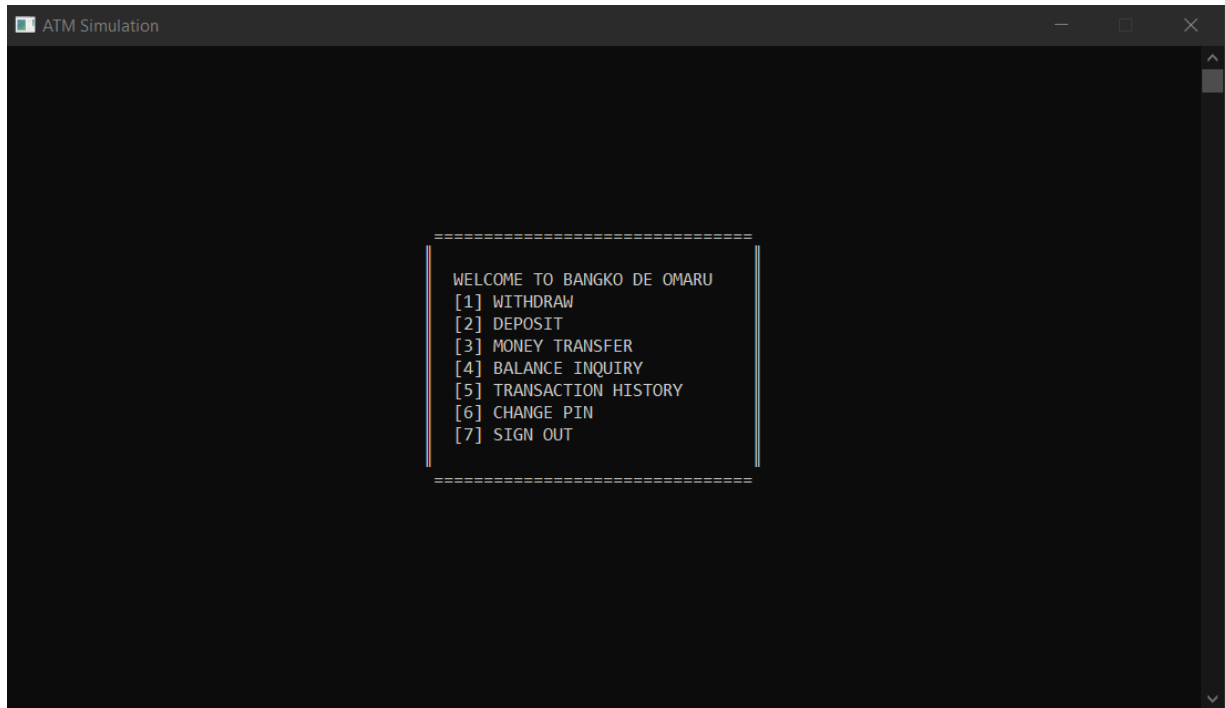 ATM Simulation
================================
WELCOME TO BANGKO DE OMARU
[1] WITHDRAW
[2] DEPOSIT
[3] MONEY TRANSFER
[4] BALANCE INQUIRY
[5] TRANSACTION HISTORY
[6] CHANGE PIN
[7] SIGN OUT
================================